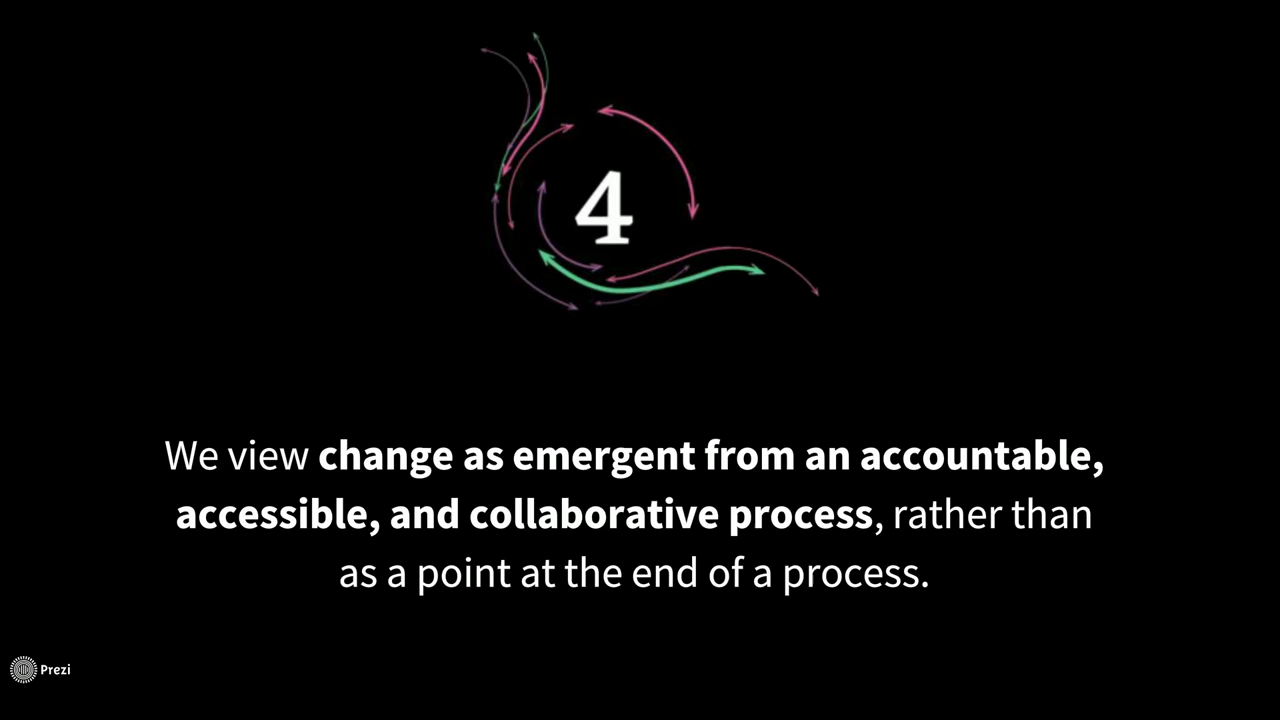 4
We view change as emergent from an accountable,
accessible, and collaborative process, rather than
as a point at the end of a process.
Prezi